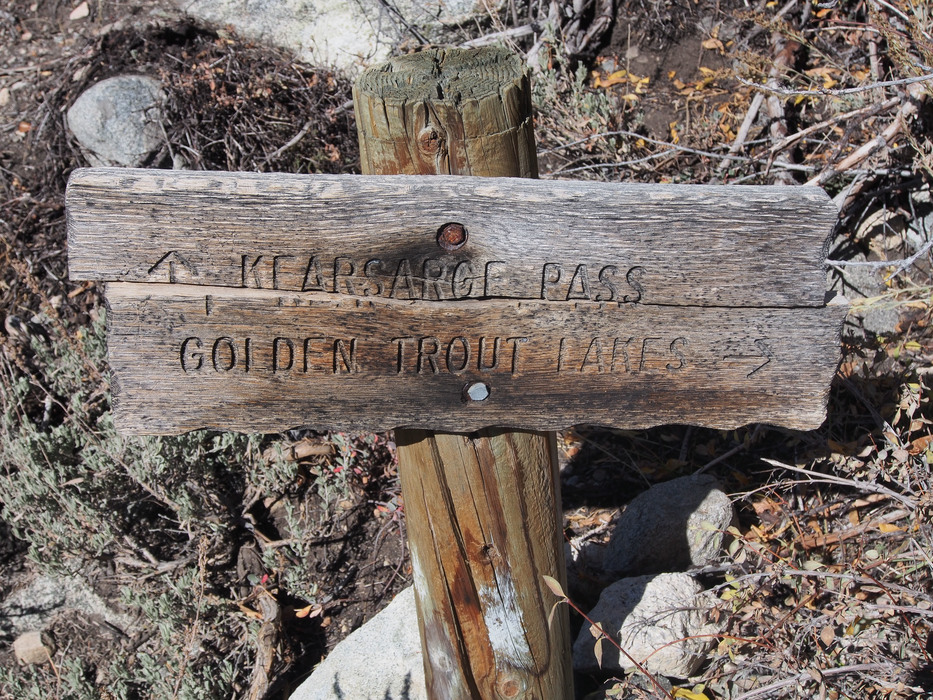 ↑ KEARSARGE PASS
GOLDEN TROUT LAKES →